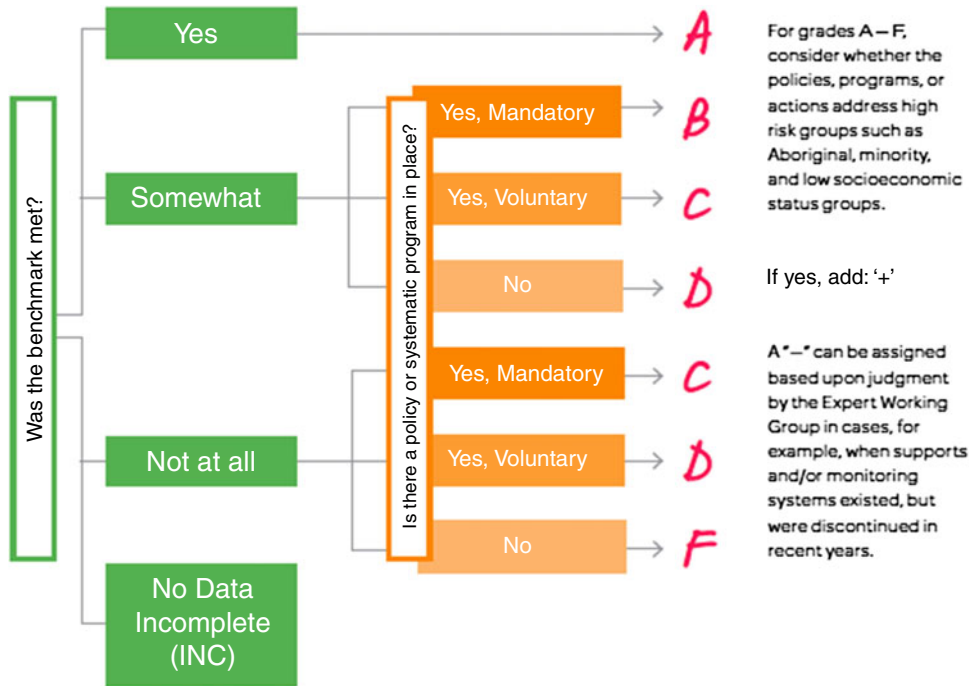 Was the benchmark met?
Yes
A
Somewhat
Is there a policy or systematic program in place?
Yes, Mandatory
B
Yes, Voluntary
C
No
D
Not at all
Yes, Mandatory
C
Yes, Voluntary
D
No
F
No Data
Incomplete
(INC)
For grades A – F,
consider whether the
policies, programs, or
actions address high
risk groups such as
Aboriginal, minority,
and low socioeconomic
status groups.
If yes, add: ‘+’
A "–" can be assigned
based upon judgment
by the Expert Working
Group in cases, for
example, when supports
and/or monitoring
systems existed, but
were discontinued in
recent years.